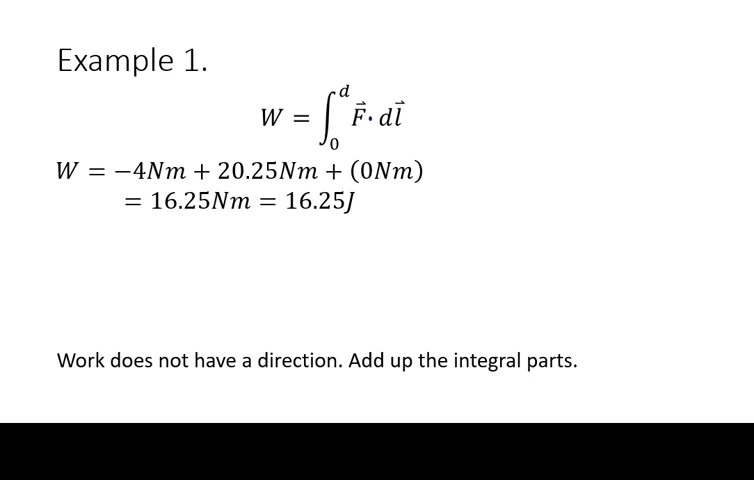 Example 1.
W = ∫₀ᵈ F⃗ · dl⃗
W = −4Nm + 20.25Nm + (0Nm)
= 16.25Nm = 16.25J
Work does not have a direction. Add up the integral parts.